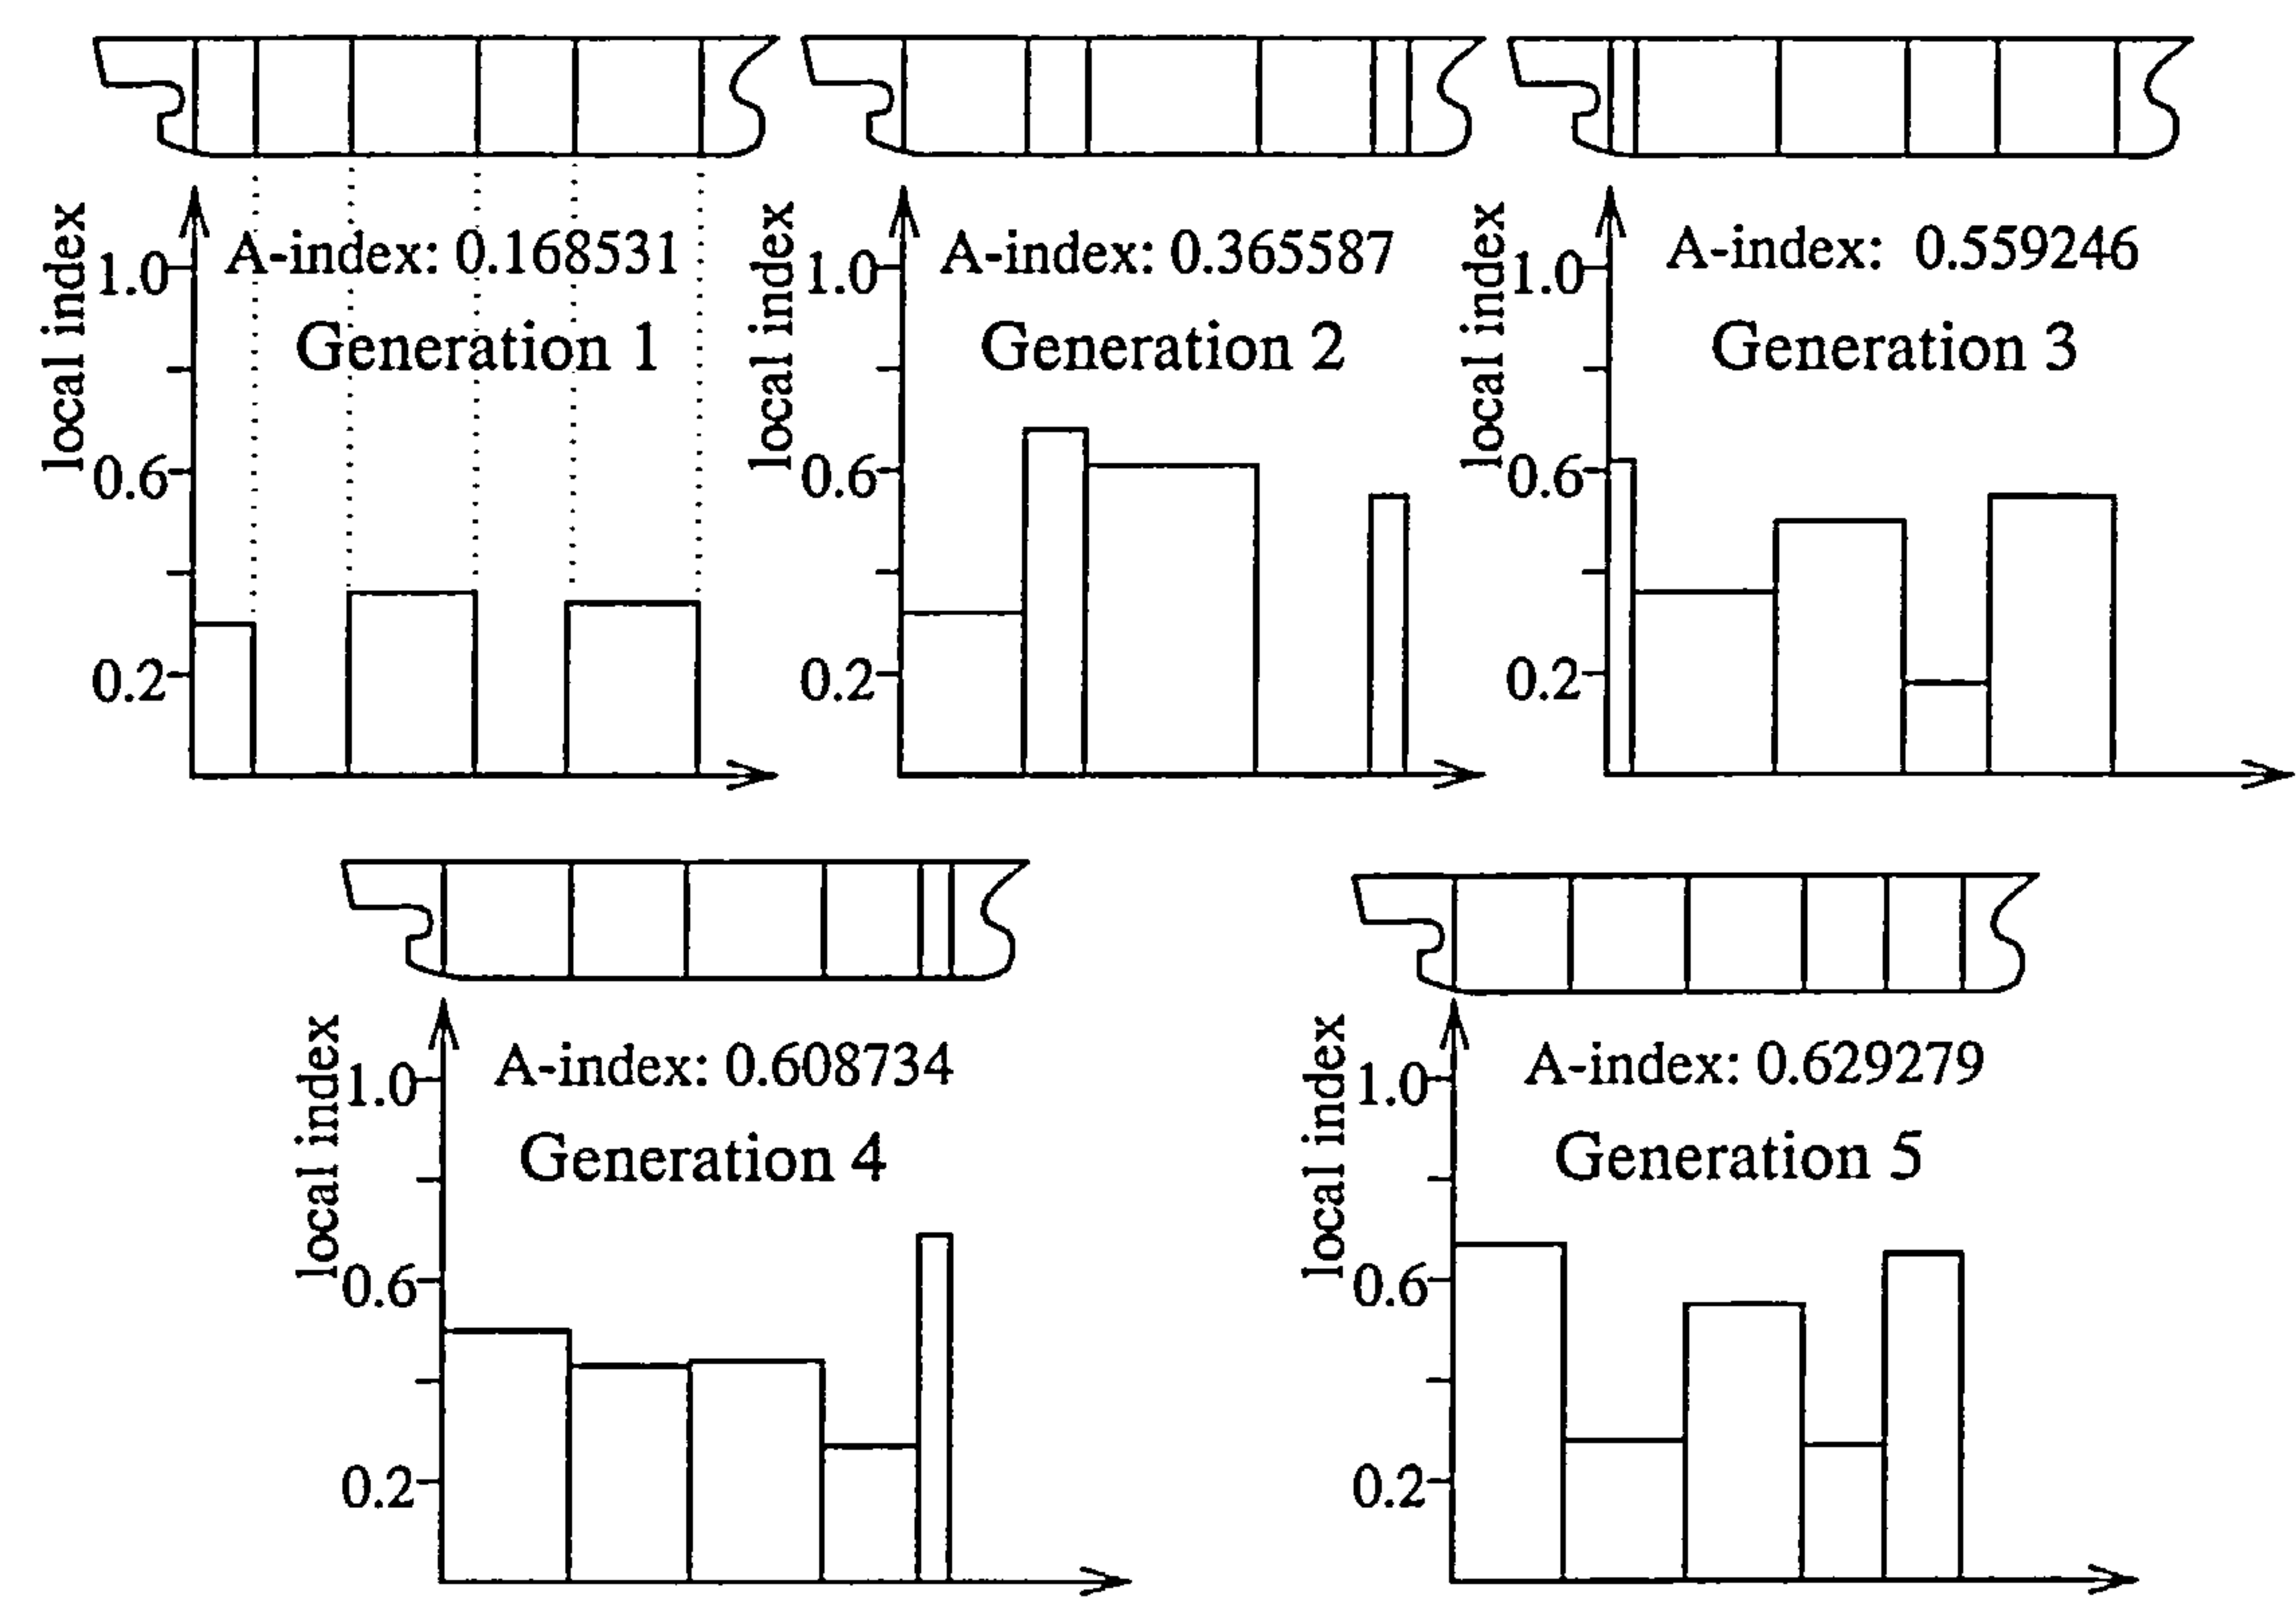 A-index: 0.168531
Generation 1
local index
1.0
0.6
0.2
A-index: 0.365587
Generation 2
local index
1.0
0.6
0.2
A-index: 0.559246
Generation 3
local index
1.0
0.6
0.2
A-index: 0.608734
Generation 4
local index
1.0
0.6
0.2
A-index: 0.629279
Generation 5
local index
1.0
0.6
0.2